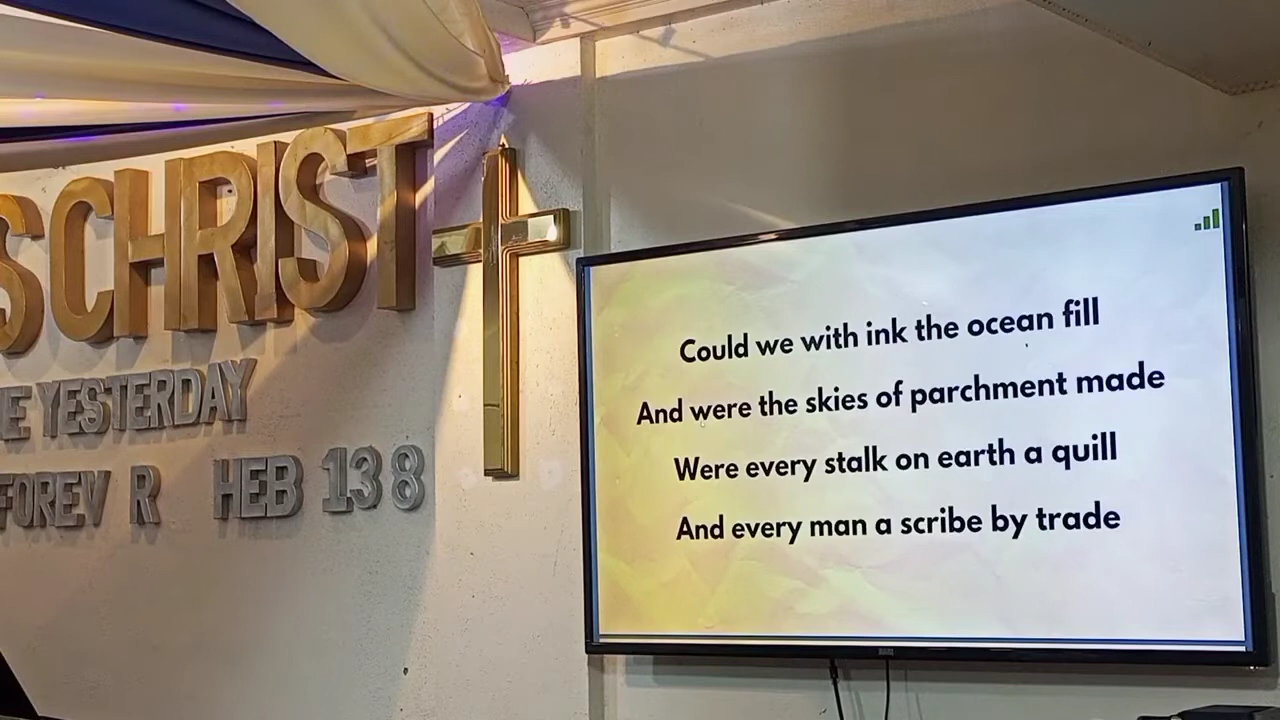 SCHRIST
E YESTERDAY
FOREV R HEB 13 8
Could we with ink the ocean fill
And were the skies of parchment made
Were every stalk on earth a quill
And every man a scribe by trade